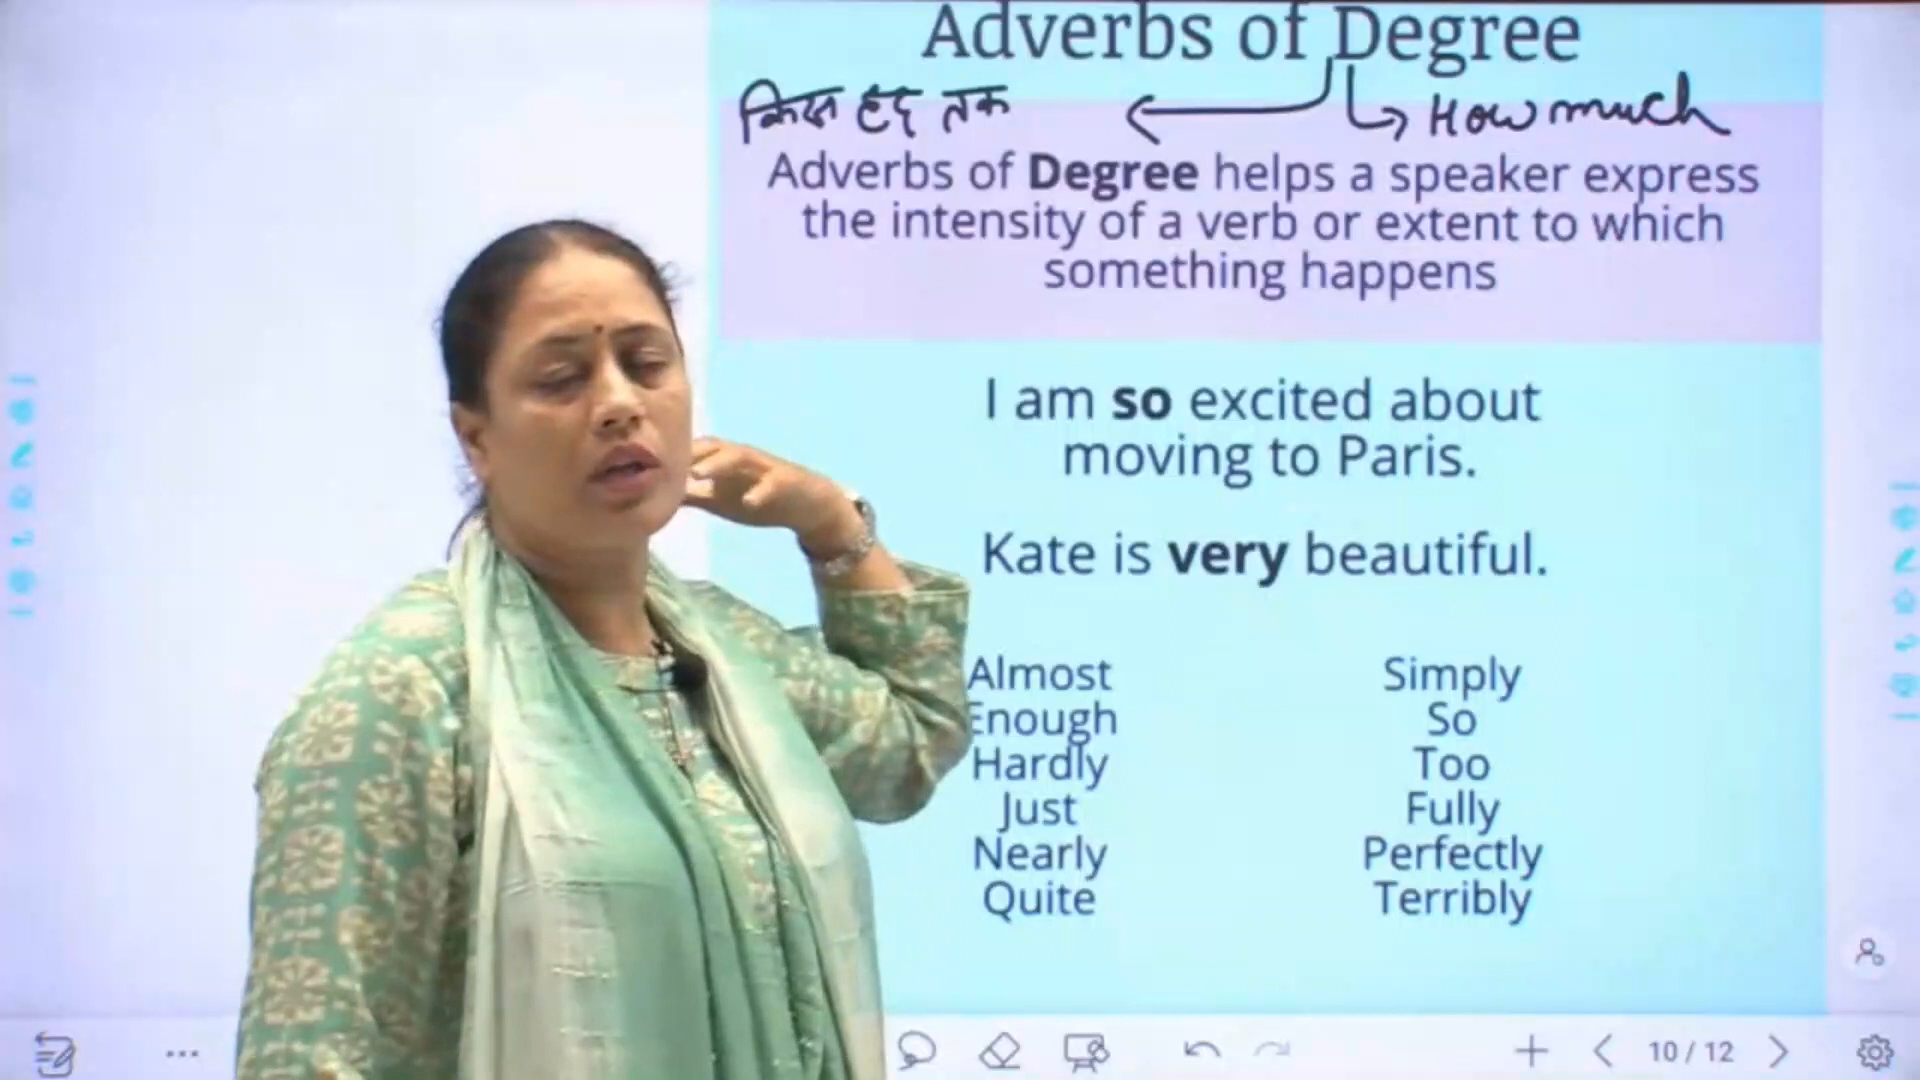 Adverbs of Degree
किस हद तक
How much
Adverbs of Degree helps a speaker express
the intensity of a verb or extent to which
something happens
I am so excited about
moving to Paris.
Kate is very beautiful.
Almost
Enough
Hardly
Just
Nearly
Quite
Simply
So
Too
Fully
Perfectly
Terribly
10 / 12